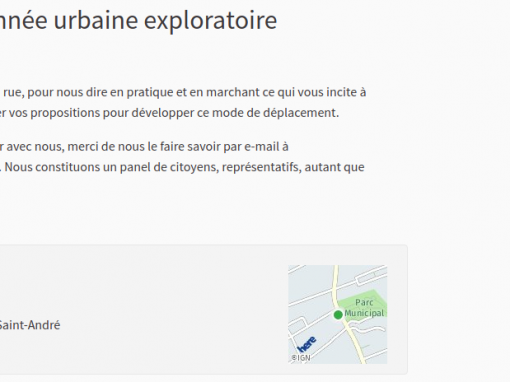 nnée urbaine exploratoire
rue, pour nous dire en pratique et en marchant ce qui vous incite à
er vos propositions pour développer ce mode de déplacement.
r avec nous, merci de nous le faire savoir par e-mail à
. Nous constituons un panel de citoyens, représentatifs, autant que
Parc
Municipal
Saint-André
here
©IGN